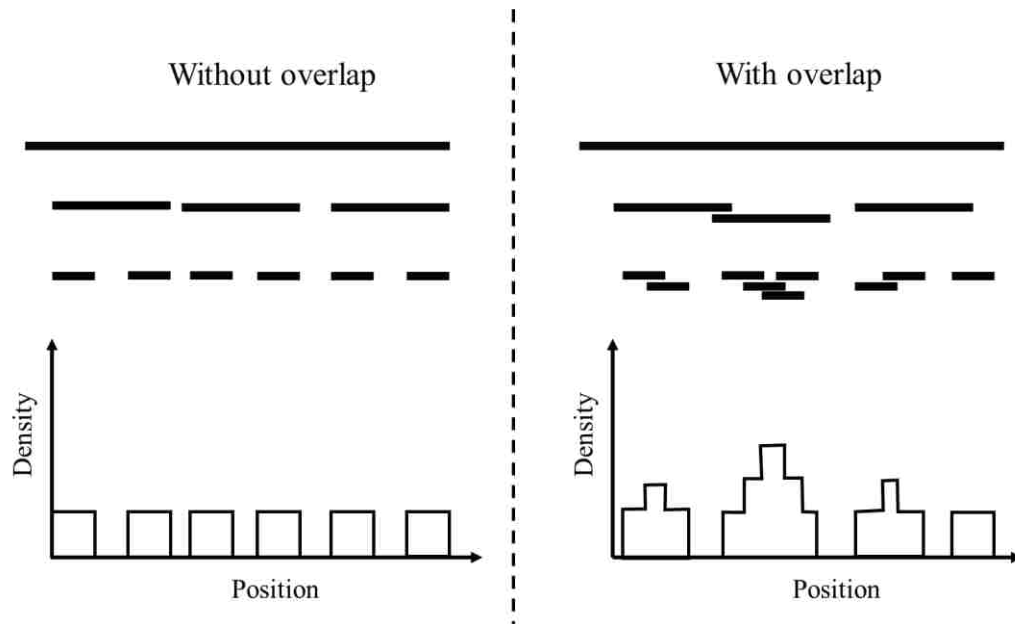 Without overlap
Density
Position
With overlap
Density
Position